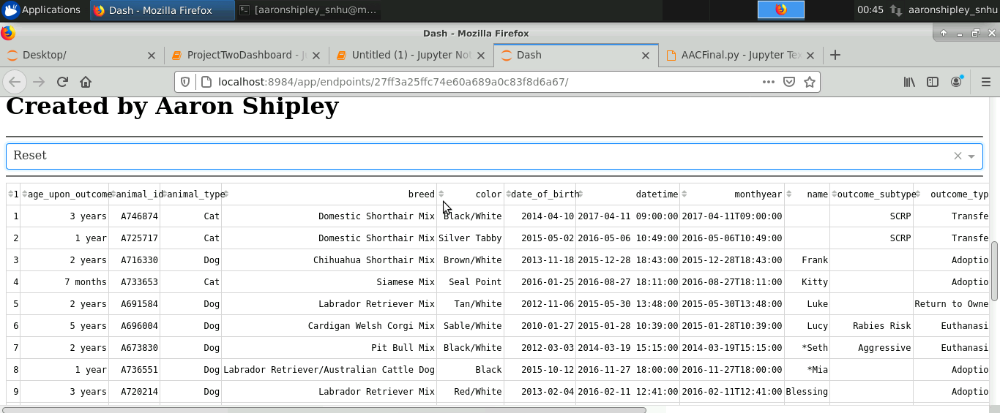 Applications Dash - Mozilla Firefox [aaronshipley_snhu@m... 00:45 aaronshipley_snhu
Dash - Mozilla Firefox
Desktop/ ProjectTwoDashboard - Ju Untitled (1) - Jupyter Not Dash AACFinal.py - Jupyter Tex
localhost:8984/app/endpoints/27ff3a25ffc74e60a689a0c83f8d6a67/
Created by Aaron Shipley
Reset
1 age_upon_outcome animal_id animal_type breed color date_of_birth datetime monthyear name outcome_subtype outcome_typ
1 3 years A746874 Cat Domestic Shorthair Mix Black/White 2014-04-10 2017-04-11 09:00:00 2017-04-11T09:00:00 SCRP Transfe
2 1 year A725717 Cat Domestic Shorthair Mix Silver Tabby 2015-05-02 2016-05-06 10:49:00 2016-05-06T10:49:00 SCRP Transfe
3 2 years A716330 Dog Chihuahua Shorthair Mix Brown/White 2013-11-18 2015-12-28 18:43:00 2015-12-28T18:43:00 Frank Adoptio
4 7 months A733653 Cat Siamese Mix Seal Point 2016-01-25 2016-08-27 18:11:00 2016-08-27T18:11:00 Kitty Adoptio
5 2 years A691584 Dog Labrador Retriever Mix Tan/White 2012-11-06 2015-05-30 13:48:00 2015-05-30T13:48:00 Luke Return to Owne
6 5 years A696004 Dog Cardigan Welsh Corgi Mix Sable/White 2010-01-27 2015-01-28 10:39:00 2015-01-28T10:39:00 Lucy Rabies Risk Euthanasi
7 2 years A673830 Dog Pit Bull Mix Black/White 2012-03-03 2014-03-19 15:15:00 2014-03-19T15:15:00 *Seth Aggressive Euthanasi
8 1 year A736551 Dog Labrador Retriever/Australian Cattle Dog Black 2015-10-12 2016-11-27 18:00:00 2016-11-27T18:00:00 *Mia Adoptio
9 3 years A720214 Dog Labrador Retriever Mix Red/White 2013-02-04 2016-02-11 12:41:00 2016-02-11T12:41:00 Blessing Adoptio